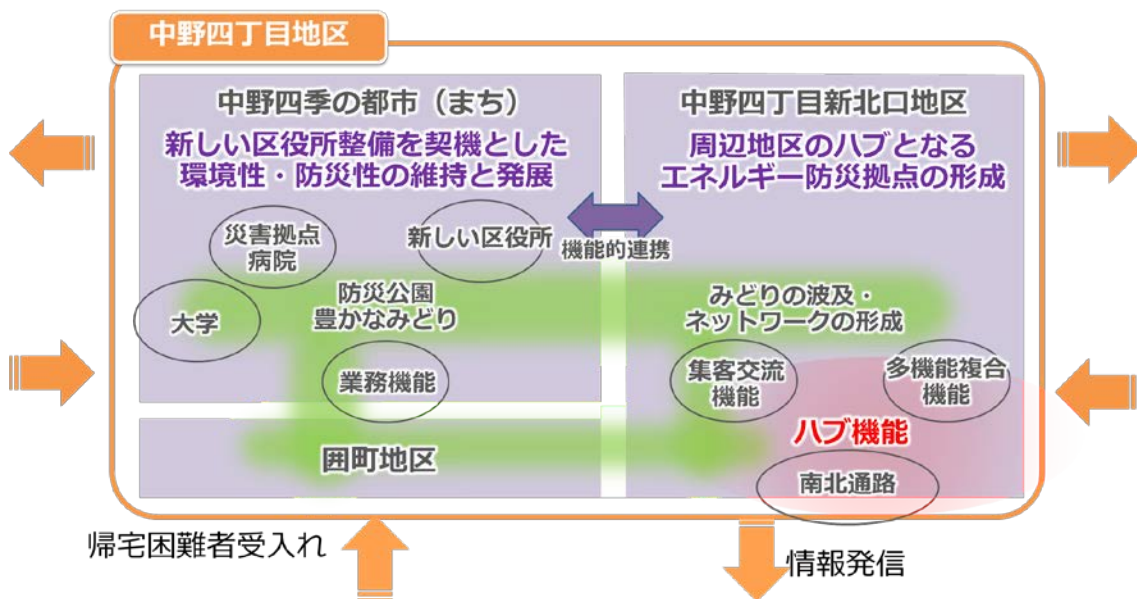 中野四丁目地区
中野四季の都市（まち）
新しい区役所整備を契機とした
環境性・防災性の維持と発展
災害拠点
病院
新しい区役所
大学
防災公園
豊かなみどり
業務機能
機能的連携
中野四丁目新北口地区
周辺地区のハブとなる
エネルギー防災拠点の形成
みどりの波及・
ネットワークの形成
集客交流
機能
多機能複合
機能
ハブ機能
南北通路
囲町地区
帰宅困難者受入れ
情報発信